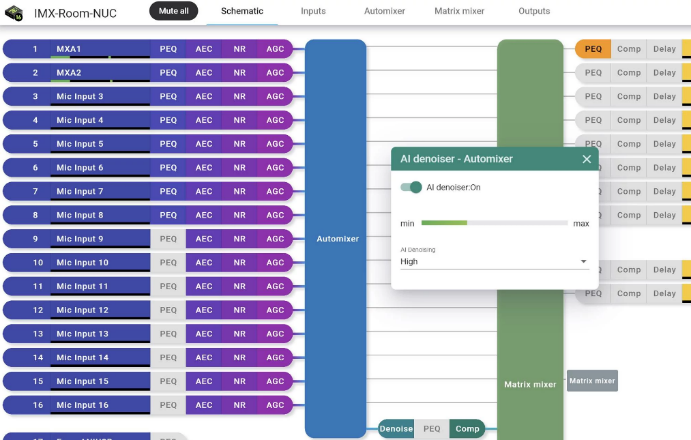 IMX-Room-NUC
Mute all
Schematic
Inputs
Automixer
Matrix mixer
Outputs
1 MXA1 PEQ AEC NR AGC
2 MXA2 PEQ AEC NR AGC
3 Mic Input 3 PEQ AEC NR AGC
4 Mic Input 4 PEQ AEC NR AGC
5 Mic Input 5 PEQ AEC NR AGC
6 Mic Input 6 PEQ AEC NR AGC
7 Mic Input 7 PEQ AEC NR AGC
8 Mic Input 8 PEQ AEC NR AGC
9 Mic Input 9 PEQ AEC NR AGC
10 Mic Input 10 PEQ AEC NR AGC
11 Mic Input 11 PEQ AEC NR AGC
12 Mic Input 12 PEQ AEC NR AGC
13 Mic Input 13 PEQ AEC NR AGC
14 Mic Input 14 PEQ AEC NR AGC
15 Mic Input 15 PEQ AEC NR AGC
16 Mic Input 16 PEQ AEC NR AGC
Automixer
AI denoiser - Automixer
AI denoiser:On
min max
AI Denoising
High
Matrix mixer
Matrix mixer
Denoise PEQ Comp
PEQ Comp Delay
PEQ Comp Delay
PEQ Comp Delay
PEQ Comp Delay
PEQ Comp Delay
PEQ Comp Delay
PEQ Comp Delay
PEQ Comp Delay
PEQ Comp Delay
PEQ Comp Delay